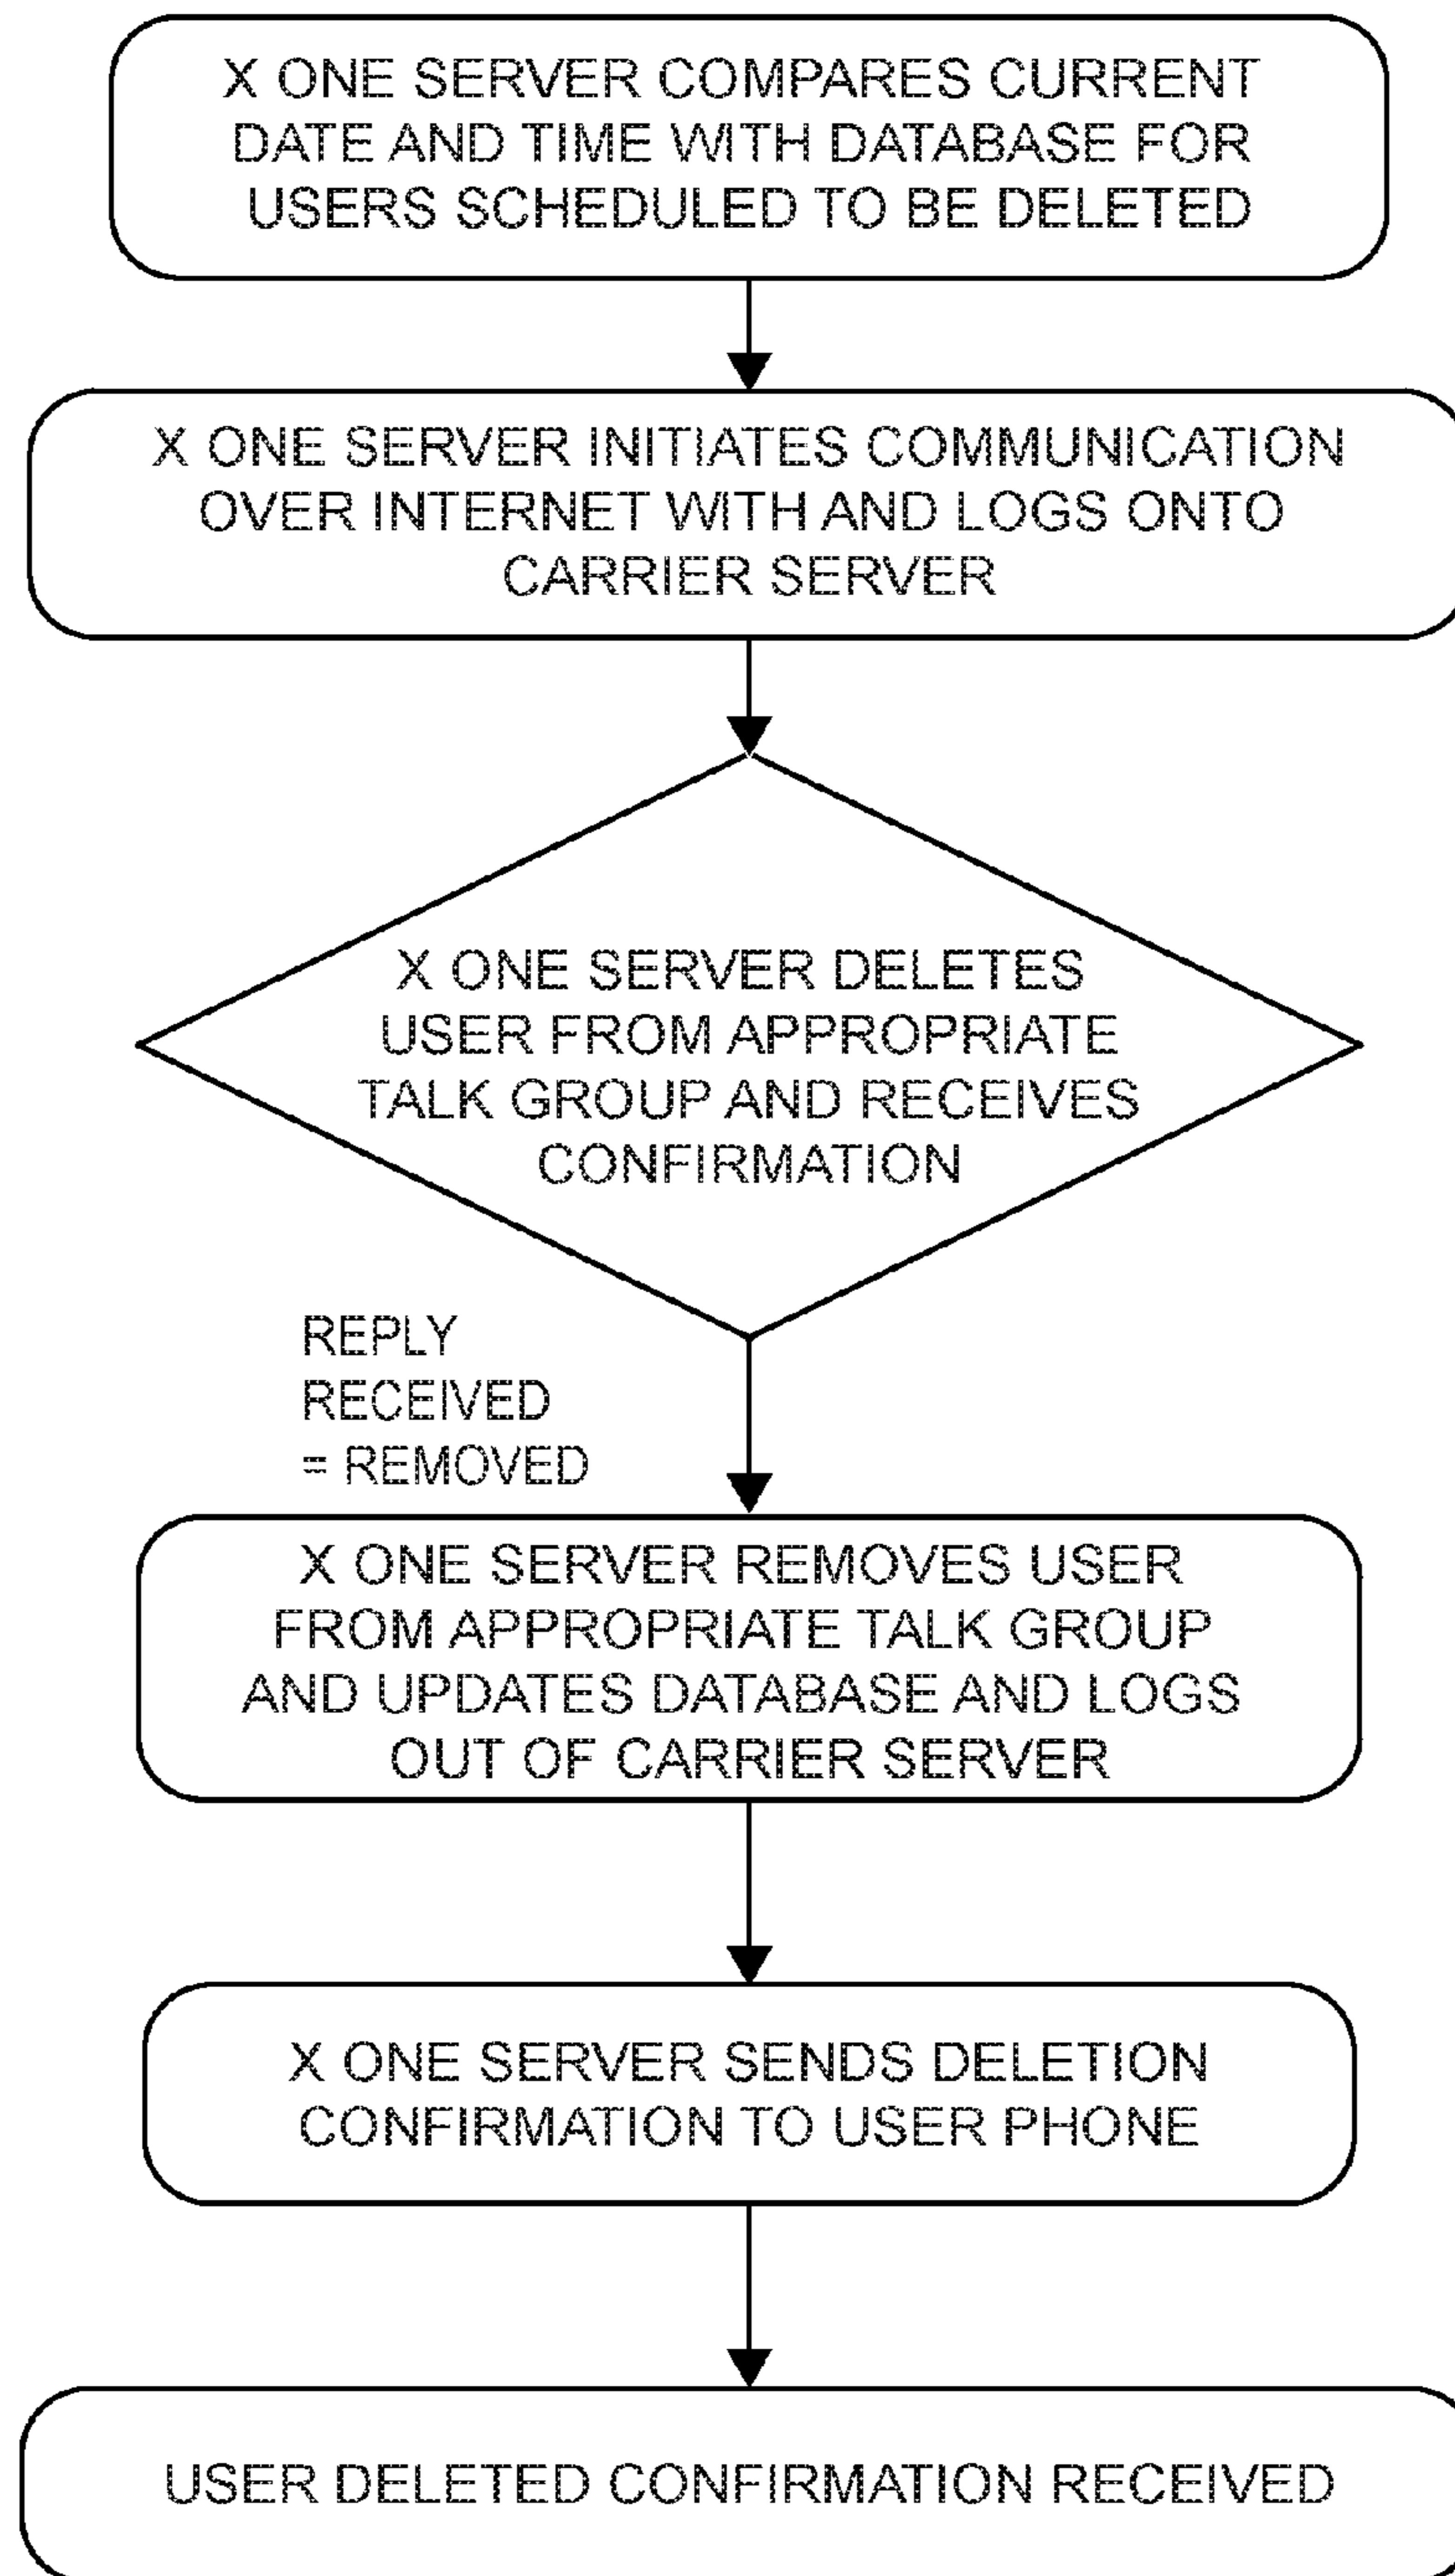 X ONE SERVER COMPARES CURRENT
DATE AND TIME WITH DATABASE FOR
USERS SCHEDULED TO BE DELETED
X ONE SERVER INITIATES COMMUNICATION
OVER INTERNET WITH AND LOGS ONTO
CARRIER SERVER
X ONE SERVER DELETES
USER FROM APPROPRIATE
TALK GROUP AND RECEIVES
CONFIRMATION
REPLY
RECEIVED
= REMOVED
X ONE SERVER REMOVES USER
FROM APPROPRIATE TALK GROUP
AND UPDATES DATABASE AND LOGS
OUT OF CARRIER SERVER
X ONE SERVER SENDS DELETION
CONFIRMATION TO USER PHONE
USER DELETED CONFIRMATION RECEIVED